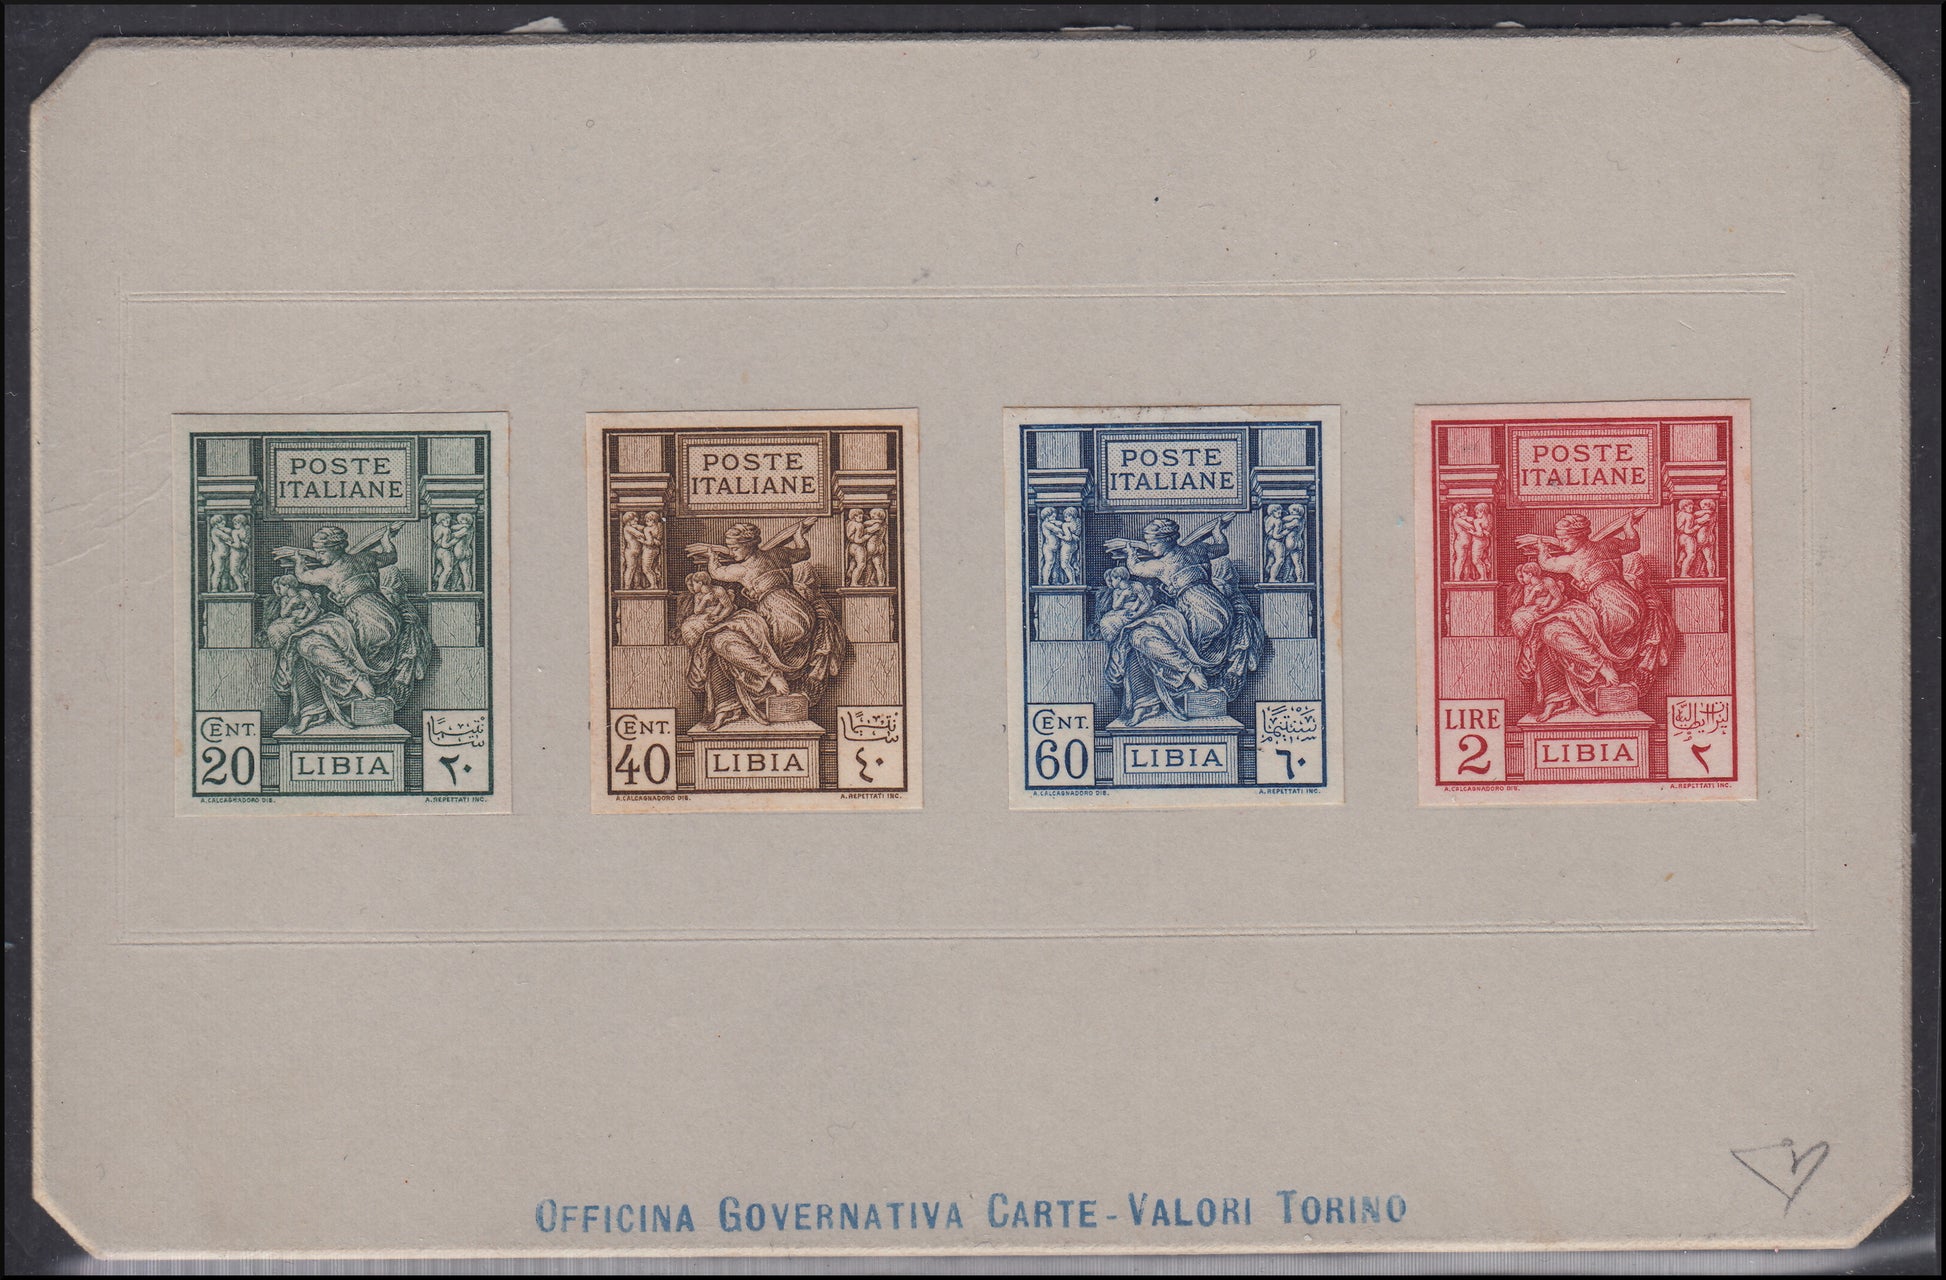 POSTE
ITALIANE
CENT.
20
LIBIA
٢٠
A. CALCAGNADORO DIS.
A. REPETTATI INC.
POSTE
ITALIANE
CENT.
40
LIBIA
٤٠
A. CALCAGNADORO DIS.
A. REPETTATI INC.
POSTE
ITALIANE
CENT.
60
LIBIA
سنتيما
٦٠
A. CALCAGNADORO DIS.
A. REPETTATI INC.
POSTE
ITALIANE
LIRE
2
LIBIA
٢
A. CALCAGNADORO DIS.
A. REPETTATI INC.
OFFICINA GOVERNATIVA CARTE-VALORI TORINO